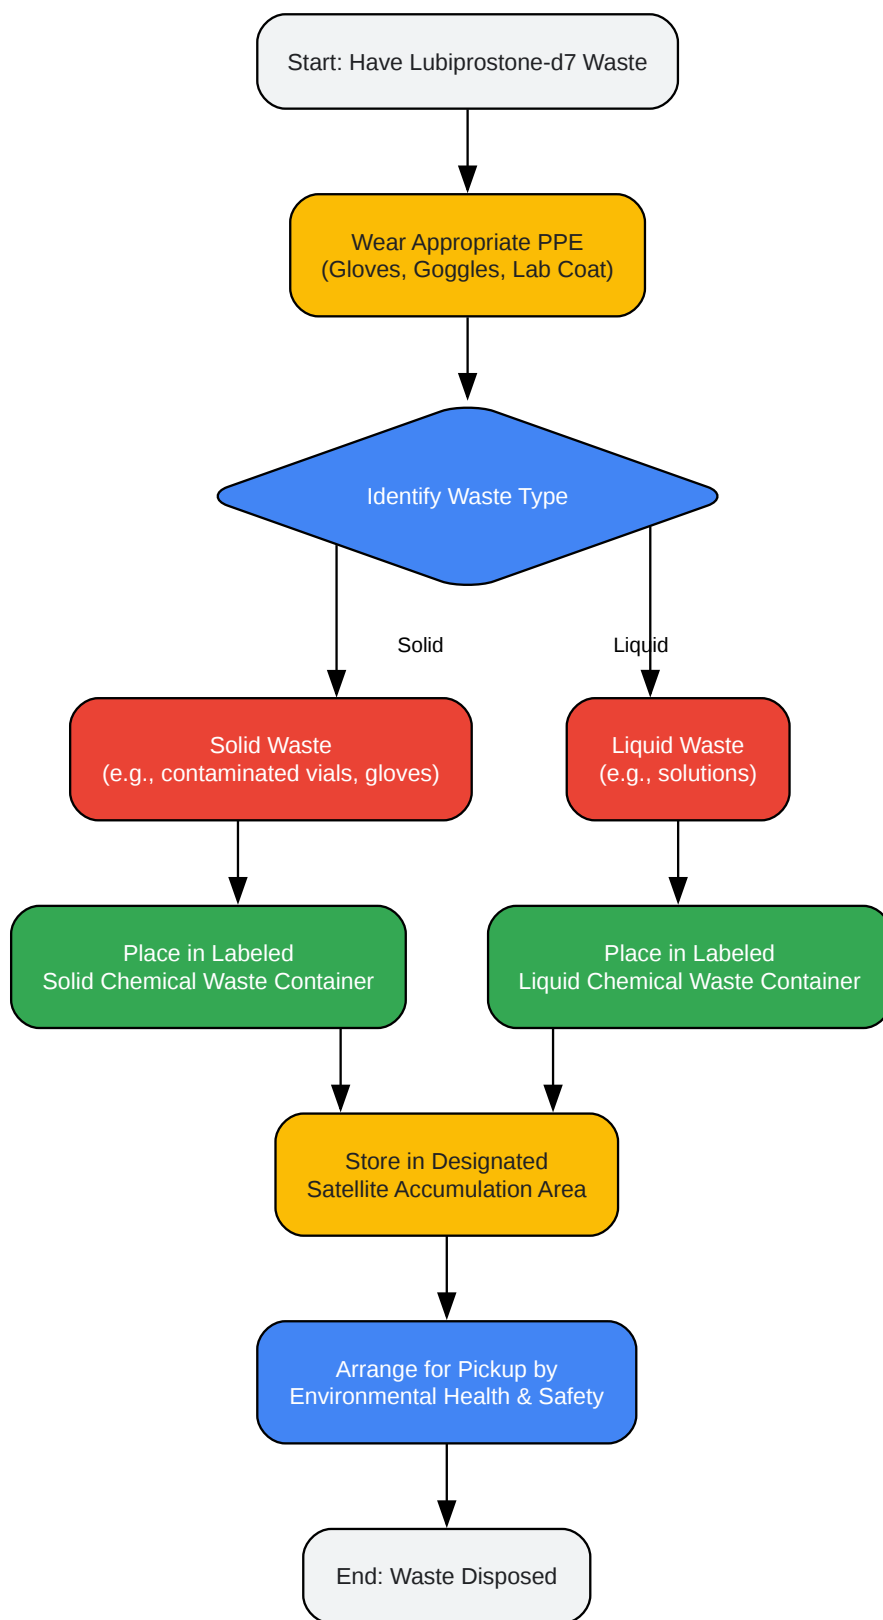 Start: Have Lubiprostone-d7 Waste
Wear Appropriate PPE
(Gloves, Goggles, Lab Coat)
Identify Waste Type
Solid
Liquid
Solid Waste
(e.g., contaminated vials, gloves)
Liquid Waste
(e.g., solutions)
Place in Labeled
Solid Chemical Waste Container
Place in Labeled
Liquid Chemical Waste Container
Store in Designated
Satellite Accumulation Area
Arrange for Pickup by
Environmental Health & Safety
End: Waste Disposed